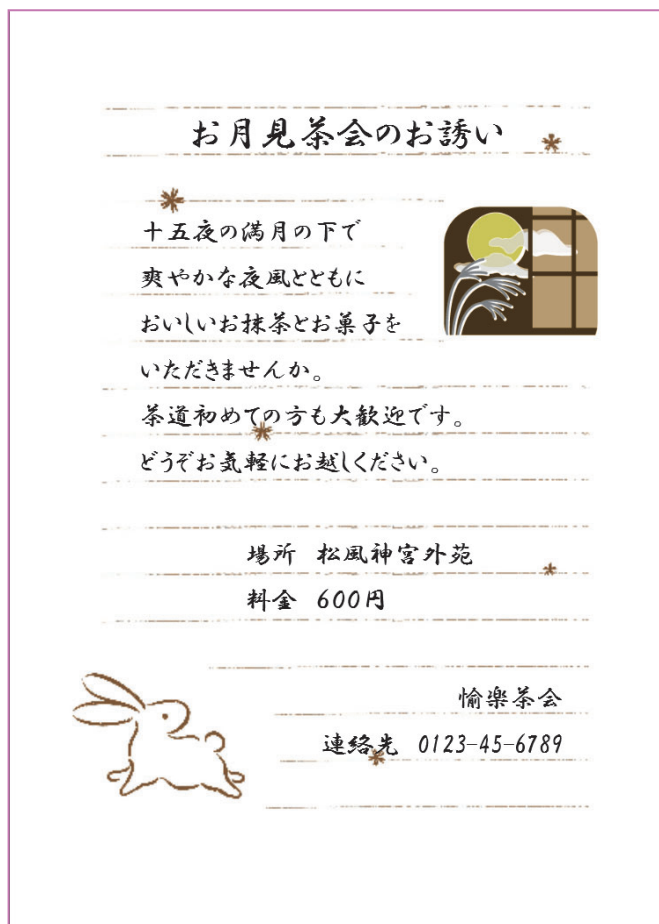 お月見茶会のお誘い
十五夜の満月の下で
爽やかな夜風とともに
おいしいお抹茶とお菓子を
いただきませんか。
茶道初めての方も大歓迎です。
どうぞお気軽にお越しください。
場所 松風神宮外苑
料金 600円
愉楽茶会
連絡先 0123-45-6789